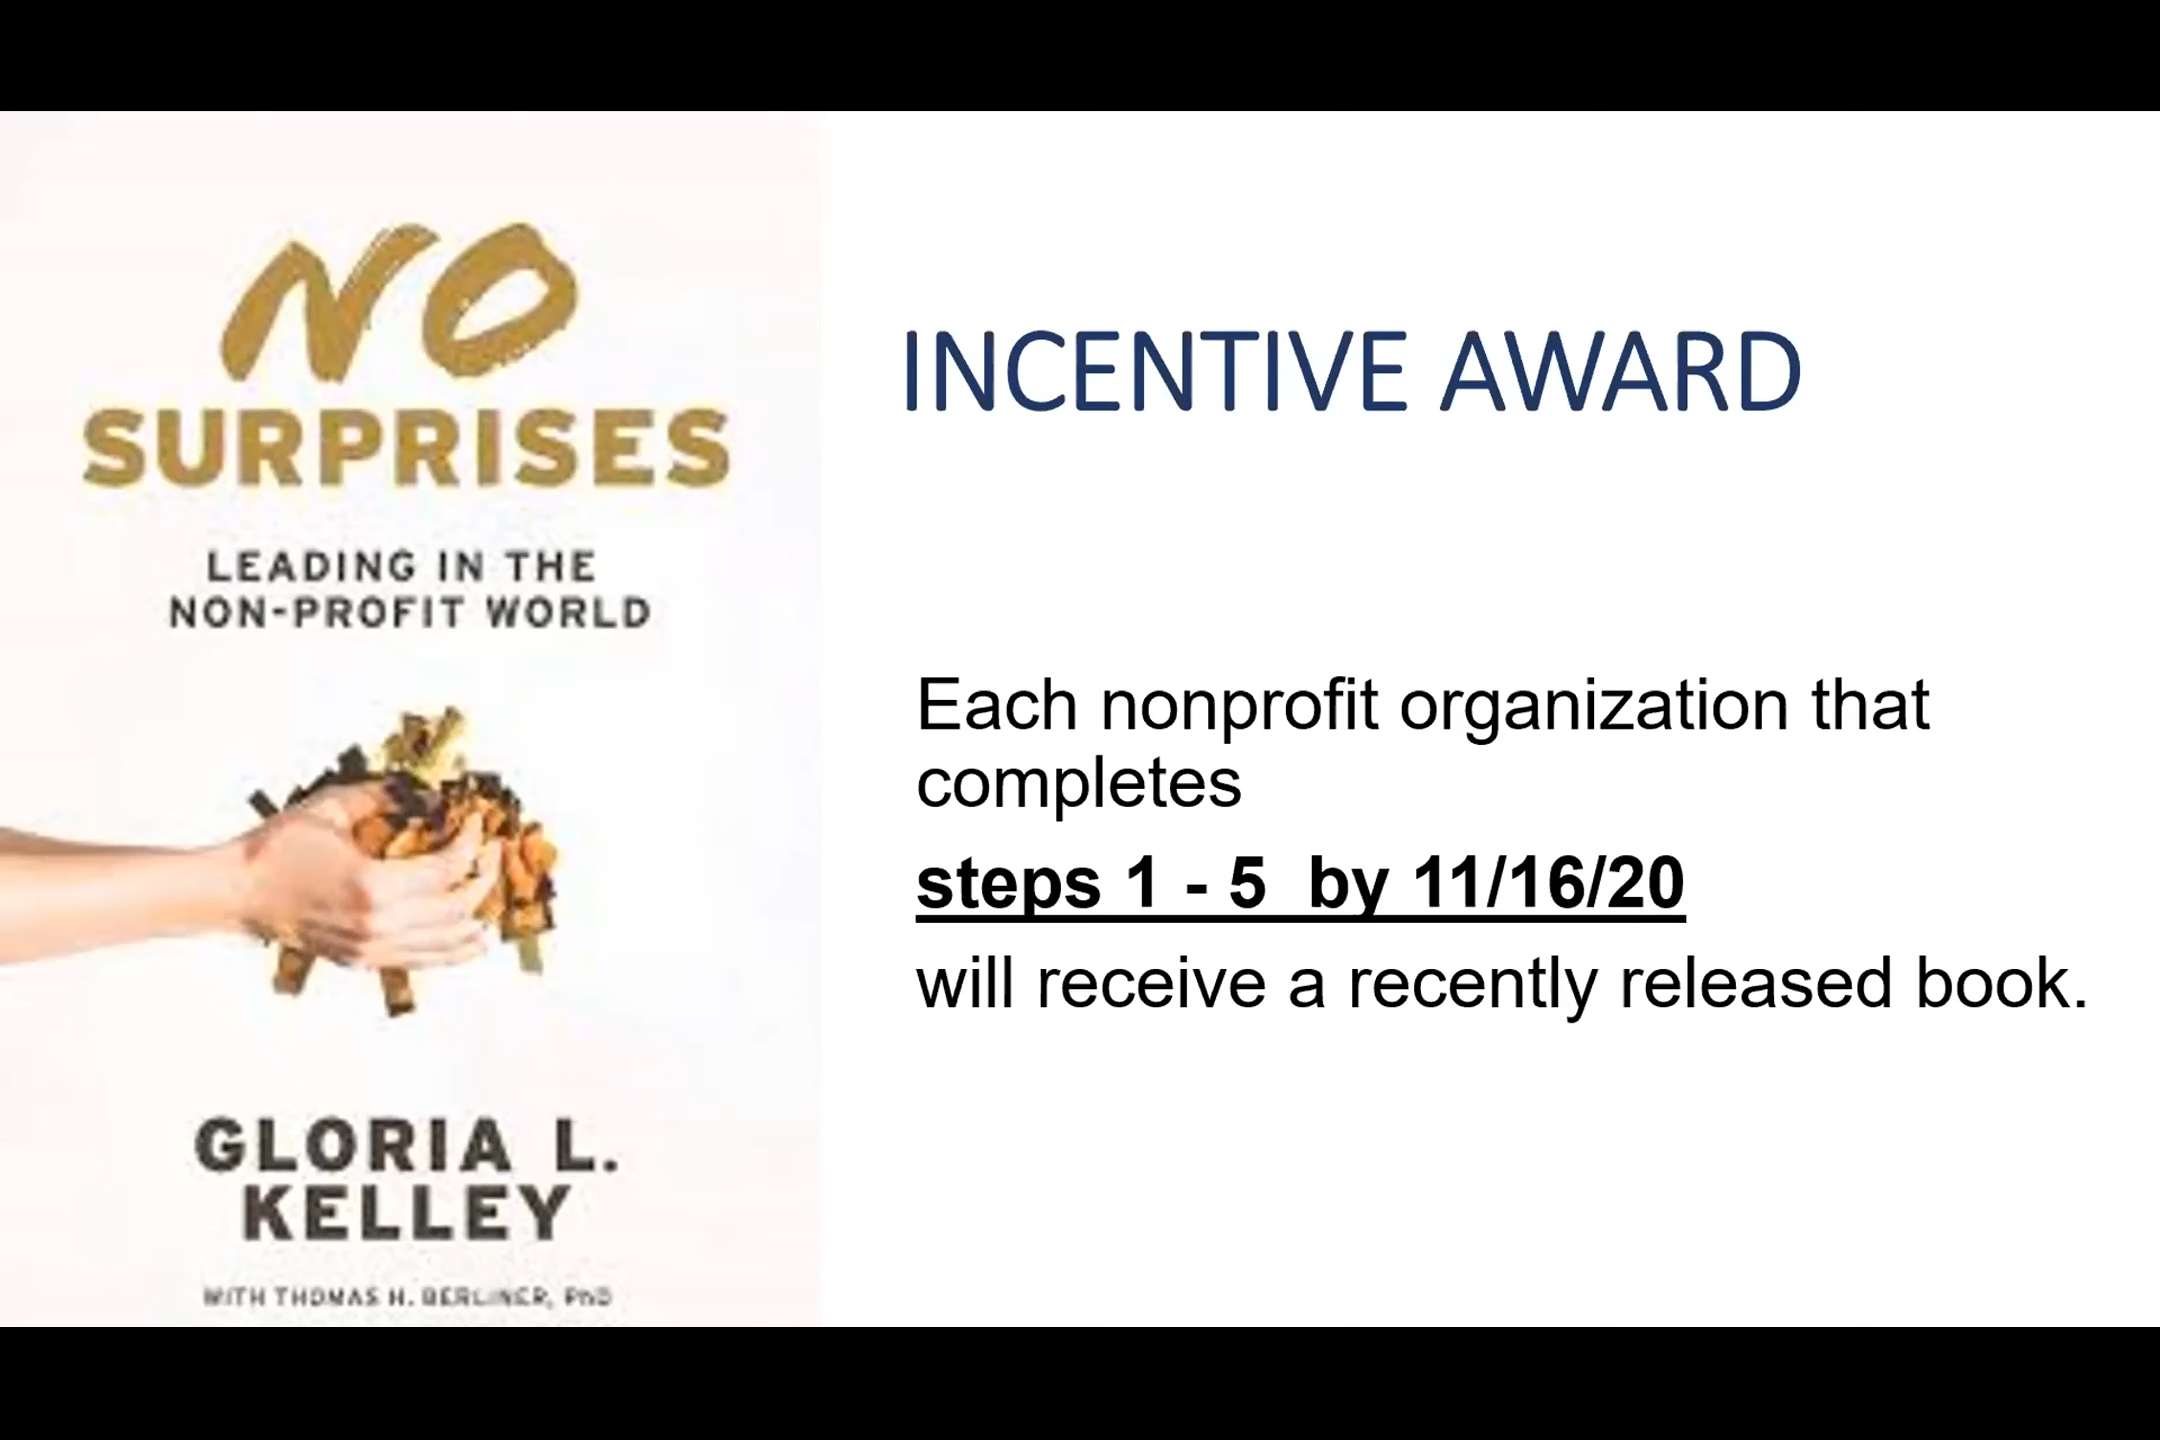 NO
SURPRISES
LEADING IN THE
NON-PROFIT WORLD
GLORIA L.
KELLEY
WITH THOMAS H. BERLINER, PhD
INCENTIVE AWARD
Each nonprofit organization that
completes
steps 1 - 5  by 11/16/20
will receive a recently released book.